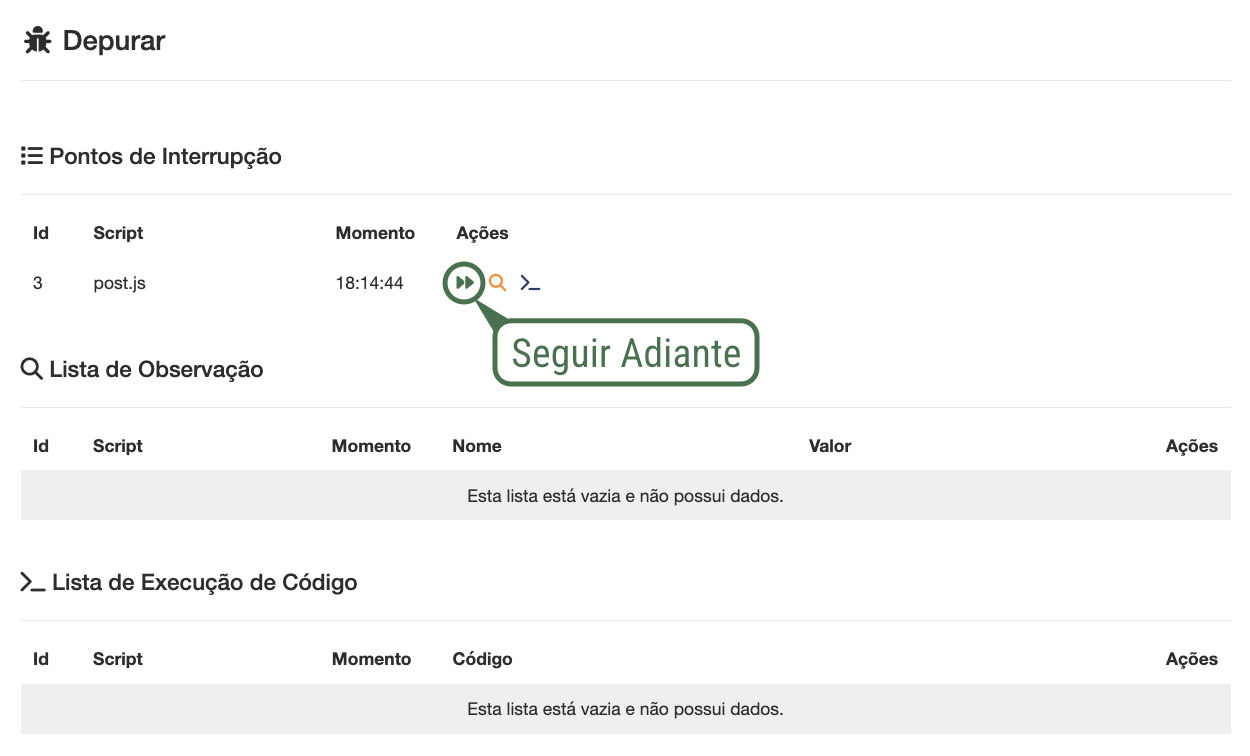 Depurar
Pontos de Interrupção
Id Script Momento Ações
3 post.js 18:14:44
Seguir Adiante
Lista de Observação
Id Script Momento Nome Valor Ações
Esta lista está vazia e não possui dados.
Lista de Execução de Código
Id Script Momento Código Ações
Esta lista está vazia e não possui dados.